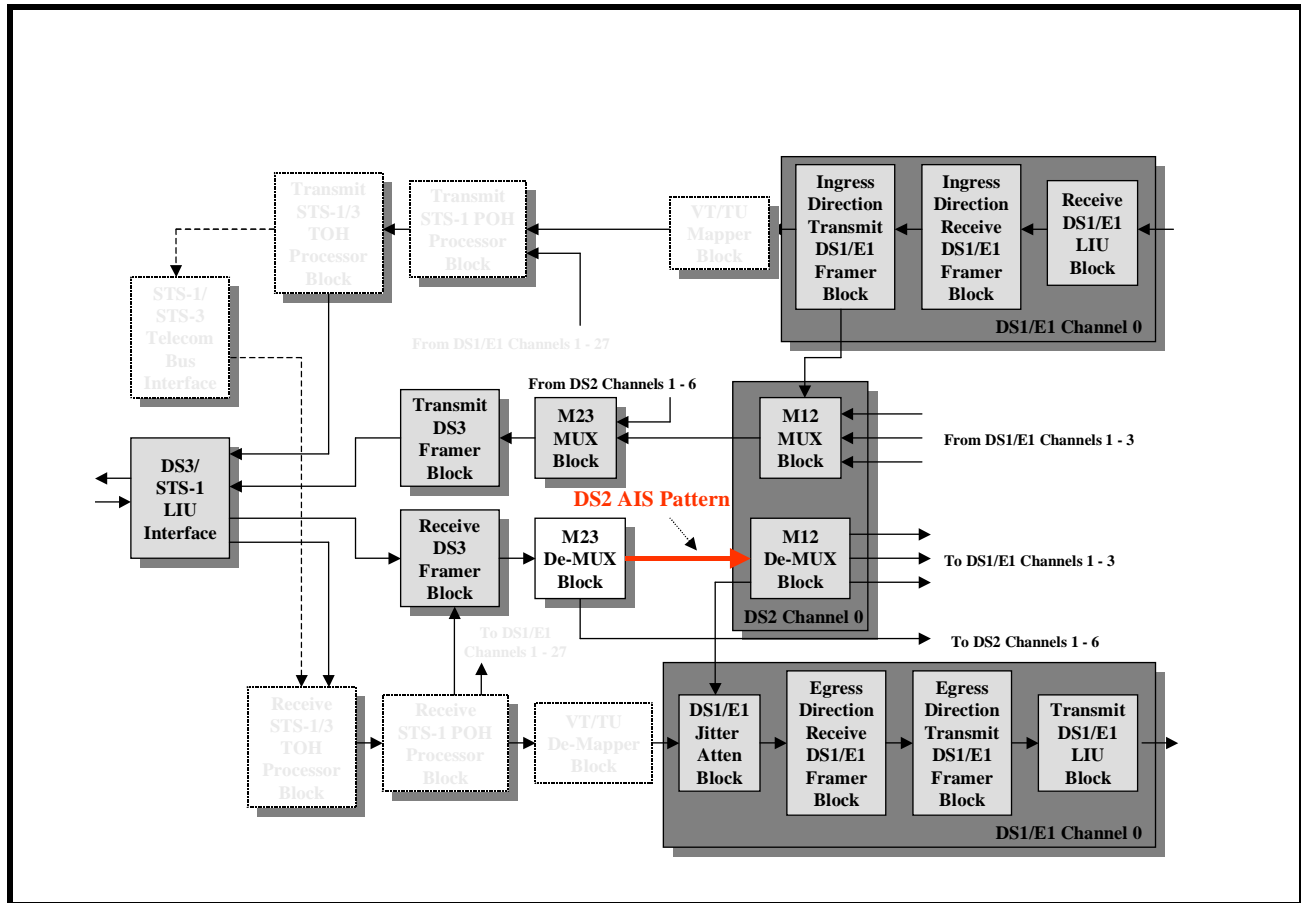 Transmit
STS-1/3
TOH
Processor
Block
Transmit
STS-1 POH
Processor
Block
VT/TU
Mapper
Block
Ingress
Direction
Transmit
DS1/E1
Framer
Block
Ingress
Direction
Receive
DS1/E1
Framer
Block
Receive
DS1/E1
LIU
Block
DS1/E1 Channel 0
STS-1/
STS-3
Telecom
Bus
Interface
From DS1/E1 Channels 1 - 27
From DS2 Channels 1 - 6
Transmit
DS3
Framer
Block
M23
MUX
Block
M12
MUX
Block
From DS1/E1 Channels 1 - 3
DS3/
STS-1
LIU
Interface
DS2 AIS Pattern
Receive
DS3
Framer
Block
M23
De-MUX
Block
M12
De-MUX
Block
To DS1/E1 Channels 1 - 3
DS2 Channel 0
To DS1/E1
Channels 1 - 27
To DS2 Channels 1 - 6
Receive
STS-1/3
TOH
Processor
Block
Receive
STS-1 POH
Processor
Block
VT/TU
De-Mapper
Block
DS1/E1
Jitter
Atten
Block
Egress
Direction
Receive
DS1/E1
Framer
Block
Egress
Direction
Transmit
DS1/E1
Framer
Block
Transmit
DS1/E1
LIU
Block
DS1/E1 Channel 0